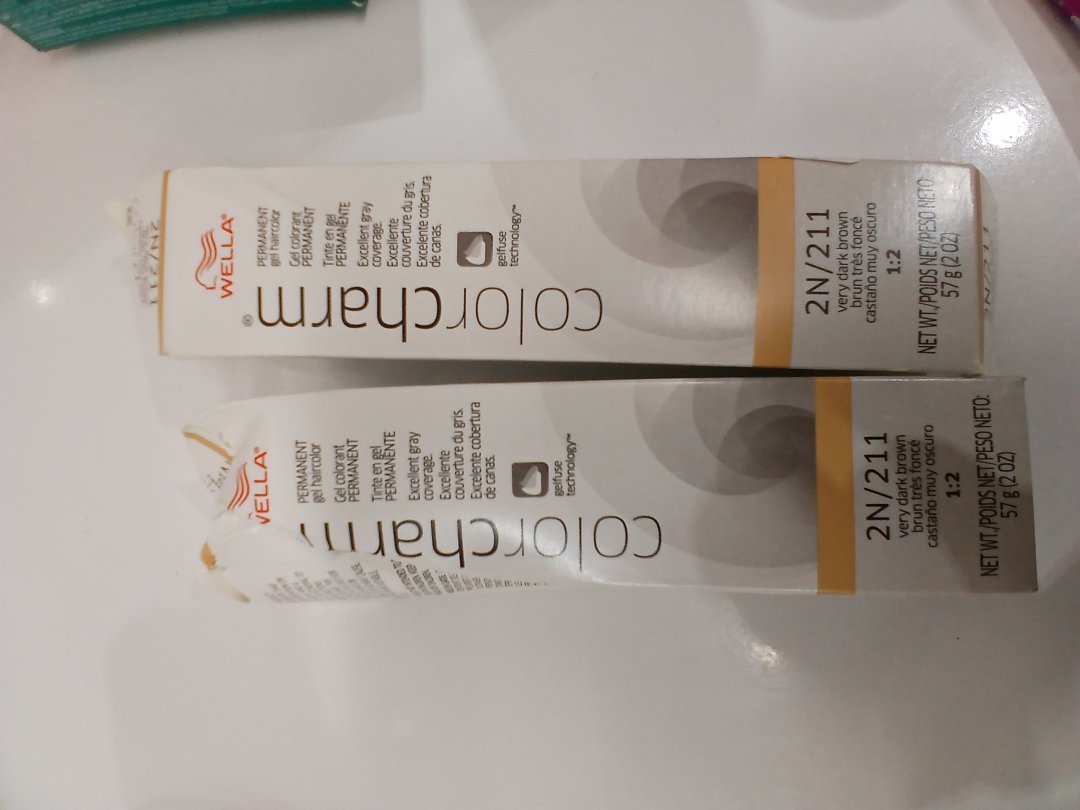 2N/211
WELLA®
PERMANENT
gel haircolor
Gel colorant
PERMANENT
Tinte en gel
PERMANENTE
Excellent gray
coverage.
Excellente
couverture du gris.
Excelente cobertura
de canas.
gelfuse
technology™
colorcharm®
2N/211
very dark brown
brun très foncé
castaño muy oscuro
1:2
NET WT./POIDS NET/PESO NETO:
57 g (2 OZ)
WELLA®
PERMANENT
gel haircolor
Gel colorant
PERMANENT
Tinte en gel
PERMANENTE
Excellent gray
coverage.
Excellente
couverture du gris.
Excelente cobertura
de canas.
gelfuse
technology™
colorcharm
2N/211
very dark brown
brun très foncé
castaño muy oscuro
1:2
NET WT./POIDS NET/PESO NETO:
57 g (2 OZ)